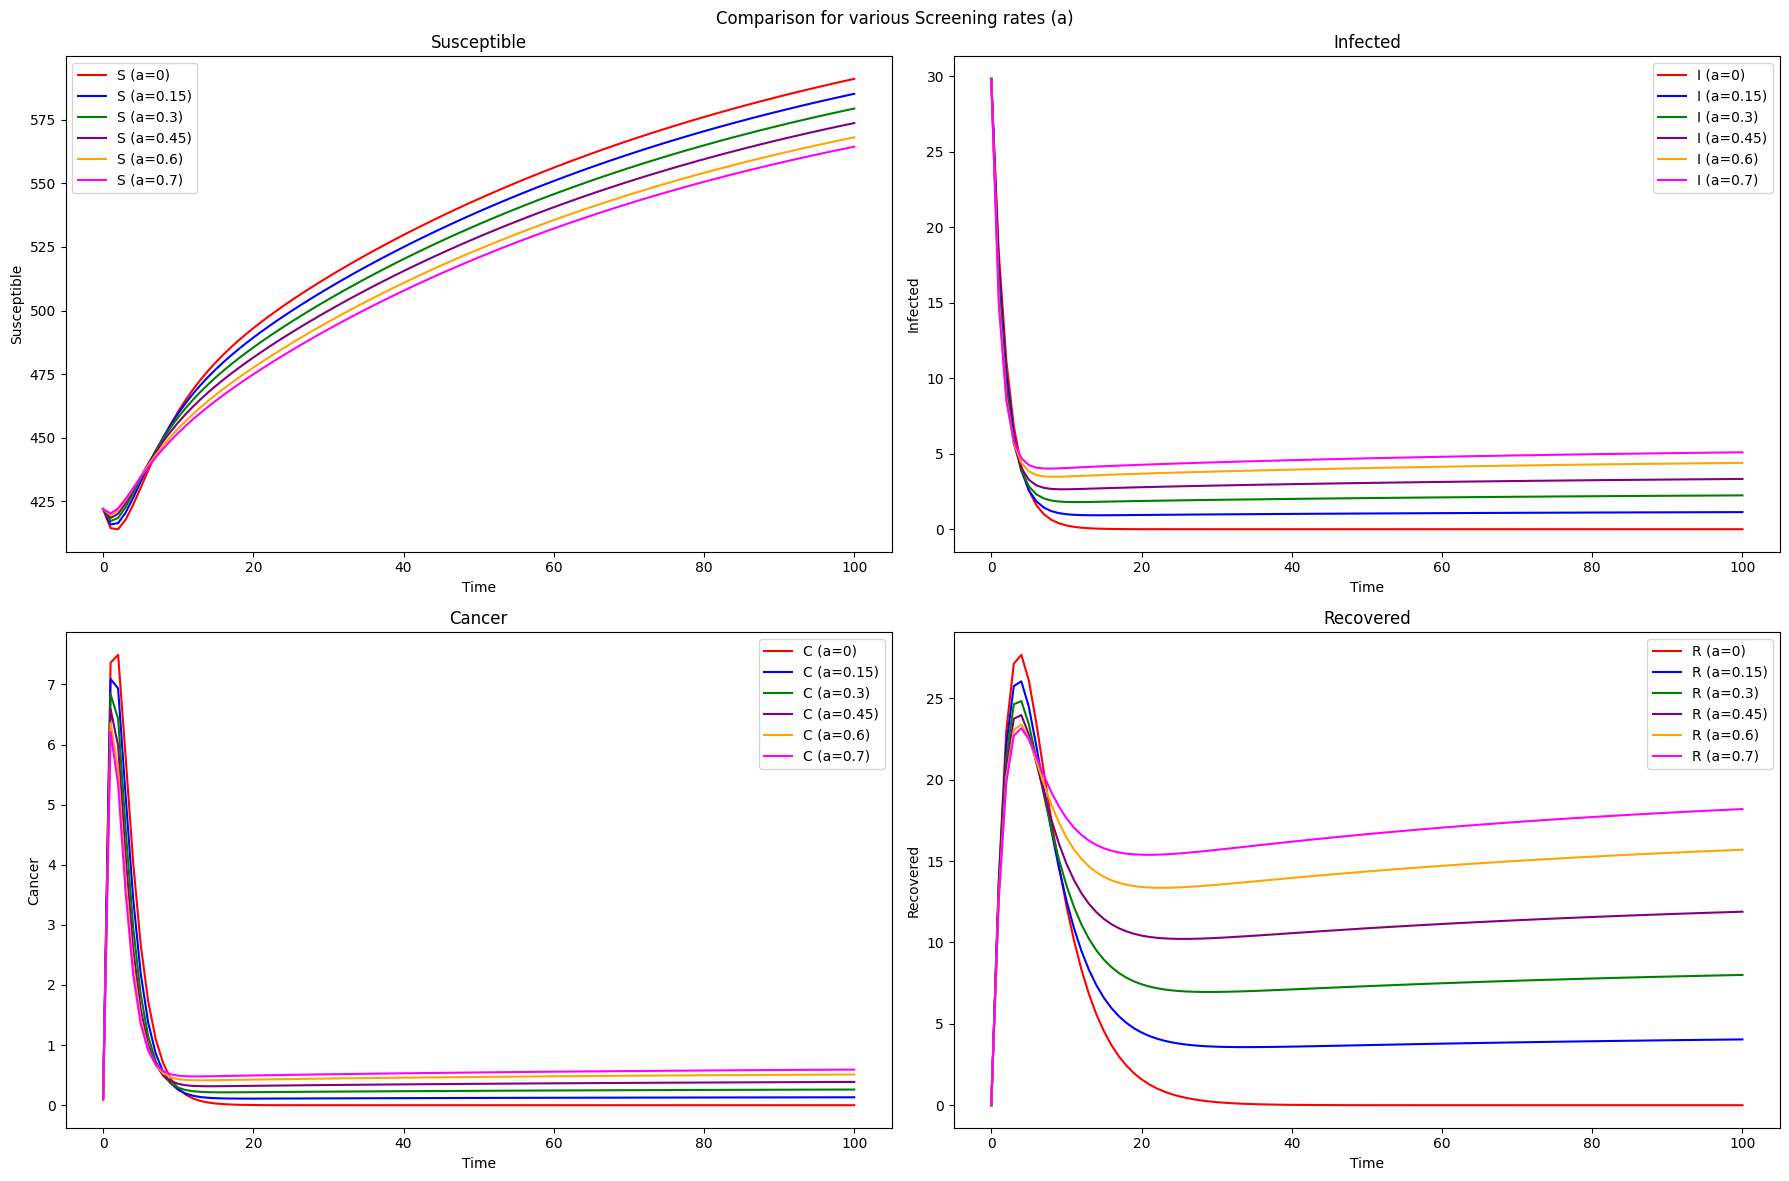 Comparison for various Screening rates (a)
Susceptible
S (a=0)
S (a=0.15)
S (a=0.3)
S (a=0.45)
S (a=0.6)
S (a=0.7)
Susceptible
575
550
525
500
475
450
425
0 20 40 60 80 100
Time
Infected
I (a=0)
I (a=0.15)
I (a=0.3)
I (a=0.45)
I (a=0.6)
I (a=0.7)
Infected
30
25
20
15
10
5
0
0 20 40 60 80 100
Time
Cancer
C (a=0)
C (a=0.15)
C (a=0.3)
C (a=0.45)
C (a=0.6)
C (a=0.7)
Cancer
7
6
5
4
3
2
1
0
0 20 40 60 80 100
Time
Recovered
R (a=0)
R (a=0.15)
R (a=0.3)
R (a=0.45)
R (a=0.6)
R (a=0.7)
Recovered
25
20
15
10
5
0
0 20 40 60 80 100
Time